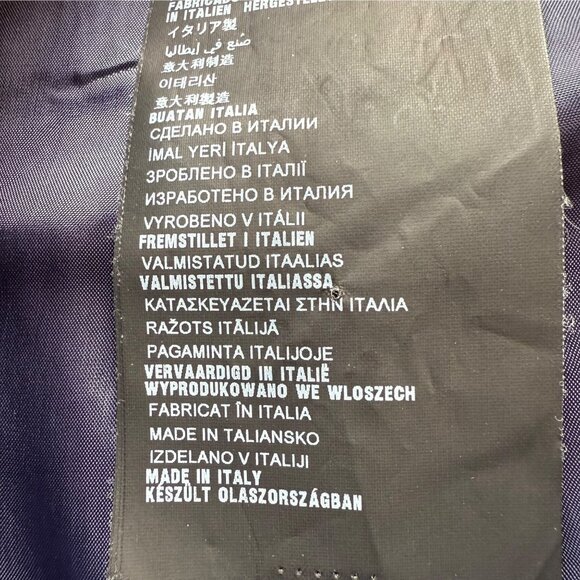 FABRICADO
IN ITALIEN HERGESTELLT
イタリア製
صُنع في إيطاليا
意大利制造
이태리산
意大利製造
BUATAN ITALIA
СДЕЛАНО В ИТАЛИИ
İMAL YERİ İTALYA
ЗРОБЛЕНО В ІТАЛІЇ
ИЗРАБОТЕНО В ИТАЛИЯ
VYROBENO V ITÁLII
FREMSTILLET I ITALIEN
VALMISTATUD ITAALIAS
VALMISTETTU ITALIASSA
ΚΑΤΑΣΚΕΥΑΖΕΤΑΙ ΣΤΗΝ ΙΤΑΛΙΑ
RAŽOTS ITĀLIJĀ
PAGAMINTA ITALIJOJE
VERVAARDIGD IN ITALIË
WYPRODUKOWANO WE WLOSZECH
FABRICAT ÎN ITALIA
MADE IN TALIANSKO
IZDELANO V ITALIJI
MADE IN ITALY
KÉSZÜLT OLASZORSZÁGBAN